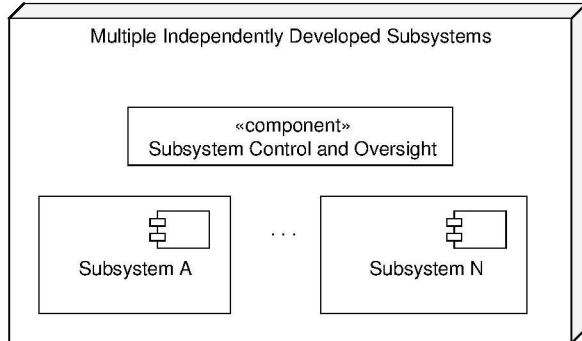 Multiple Independently Developed Subsystems
«component»
Subsystem Control and Oversight
Subsystem A
. . .
Subsystem N